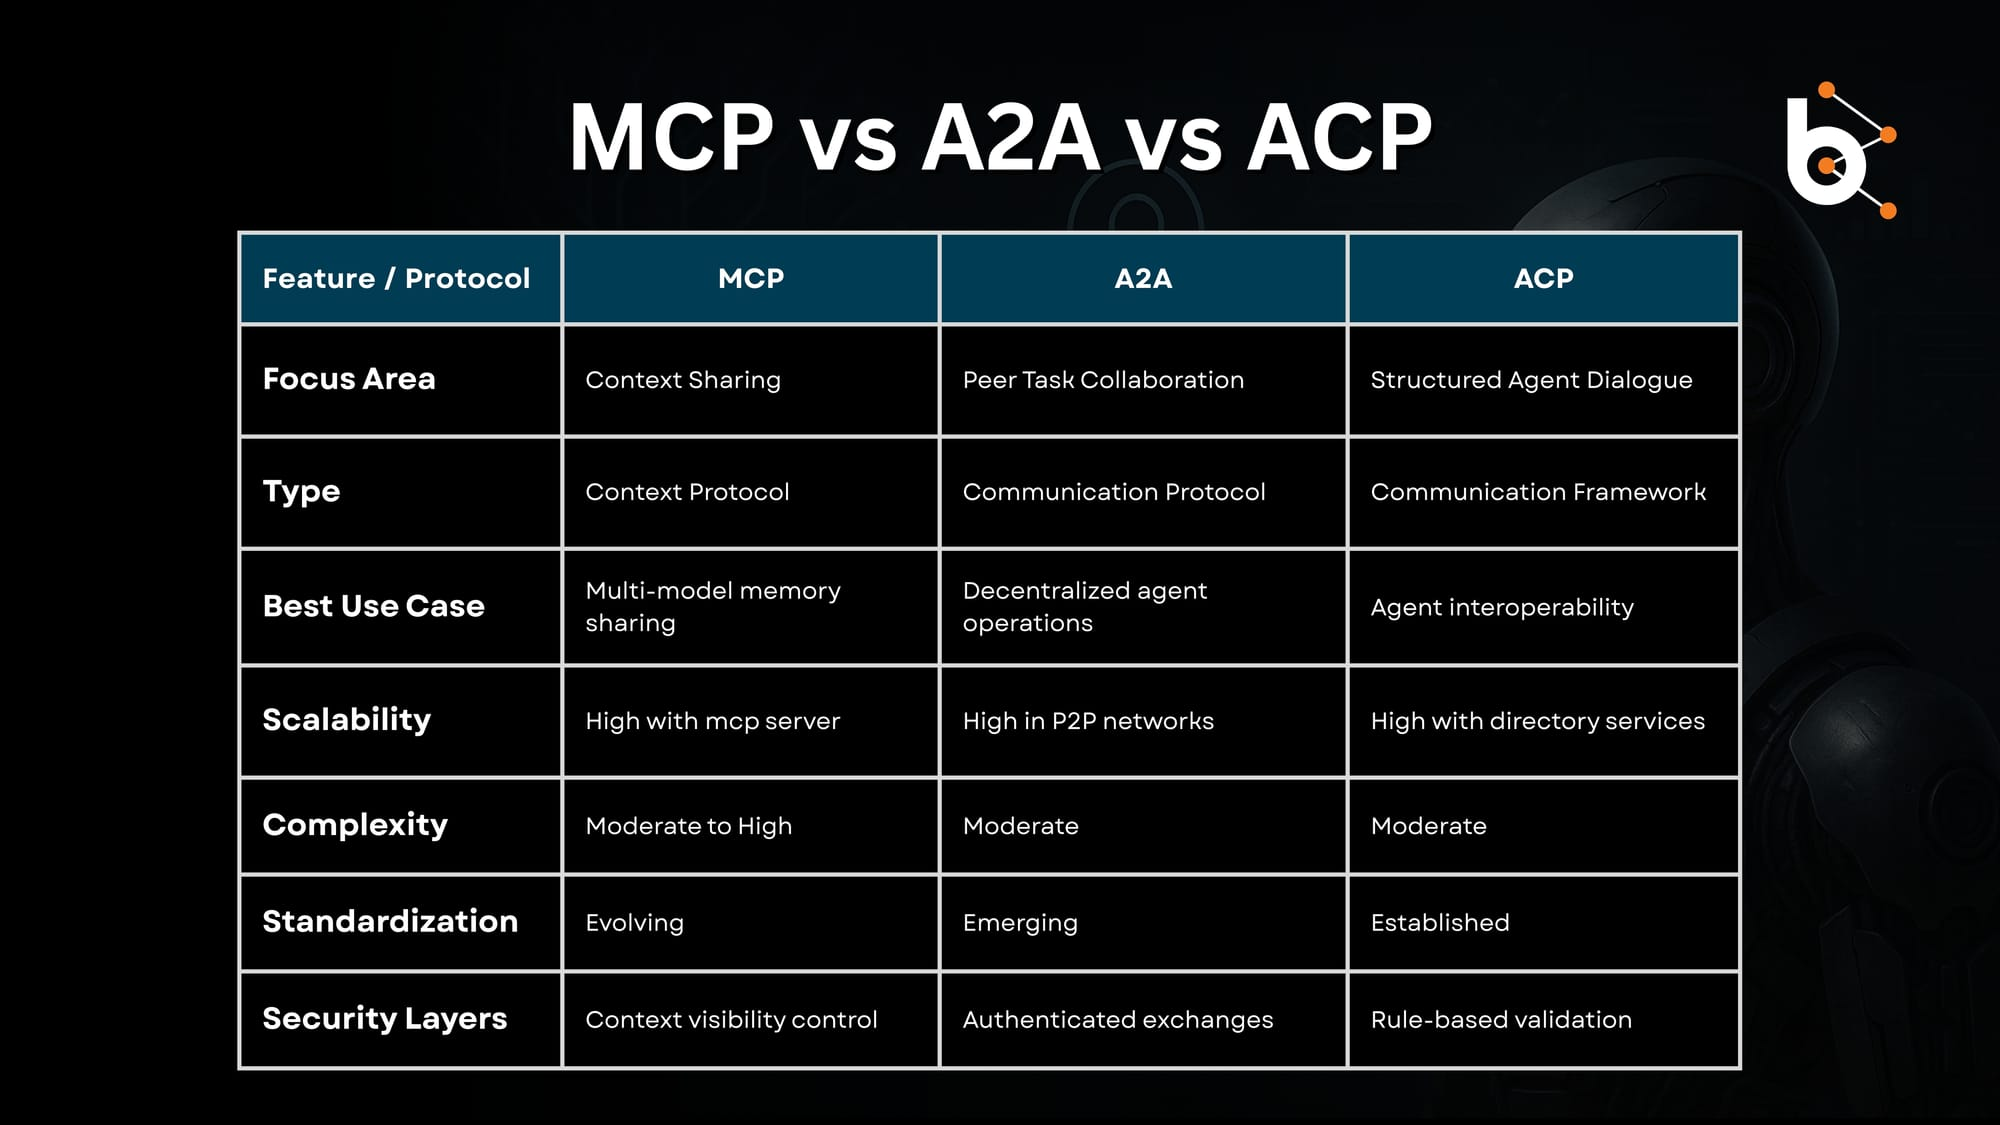 MCP vs A2A vs ACP
b
Feature / Protocol
MCP
A2A
ACP
Focus Area
Context Sharing
Peer Task Collaboration
Structured Agent Dialogue
Type
Context Protocol
Communication Protocol
Communication Framework
Best Use Case
Multi-model memory
sharing
Decentralized agent
operations
Agent interoperability
Scalability
High with mcp server
High in P2P networks
High with directory services
Complexity
Moderate to High
Moderate
Moderate
Standardization
Evolving
Emerging
Established
Security Layers
Context visibility control
Authenticated exchanges
Rule-based validation